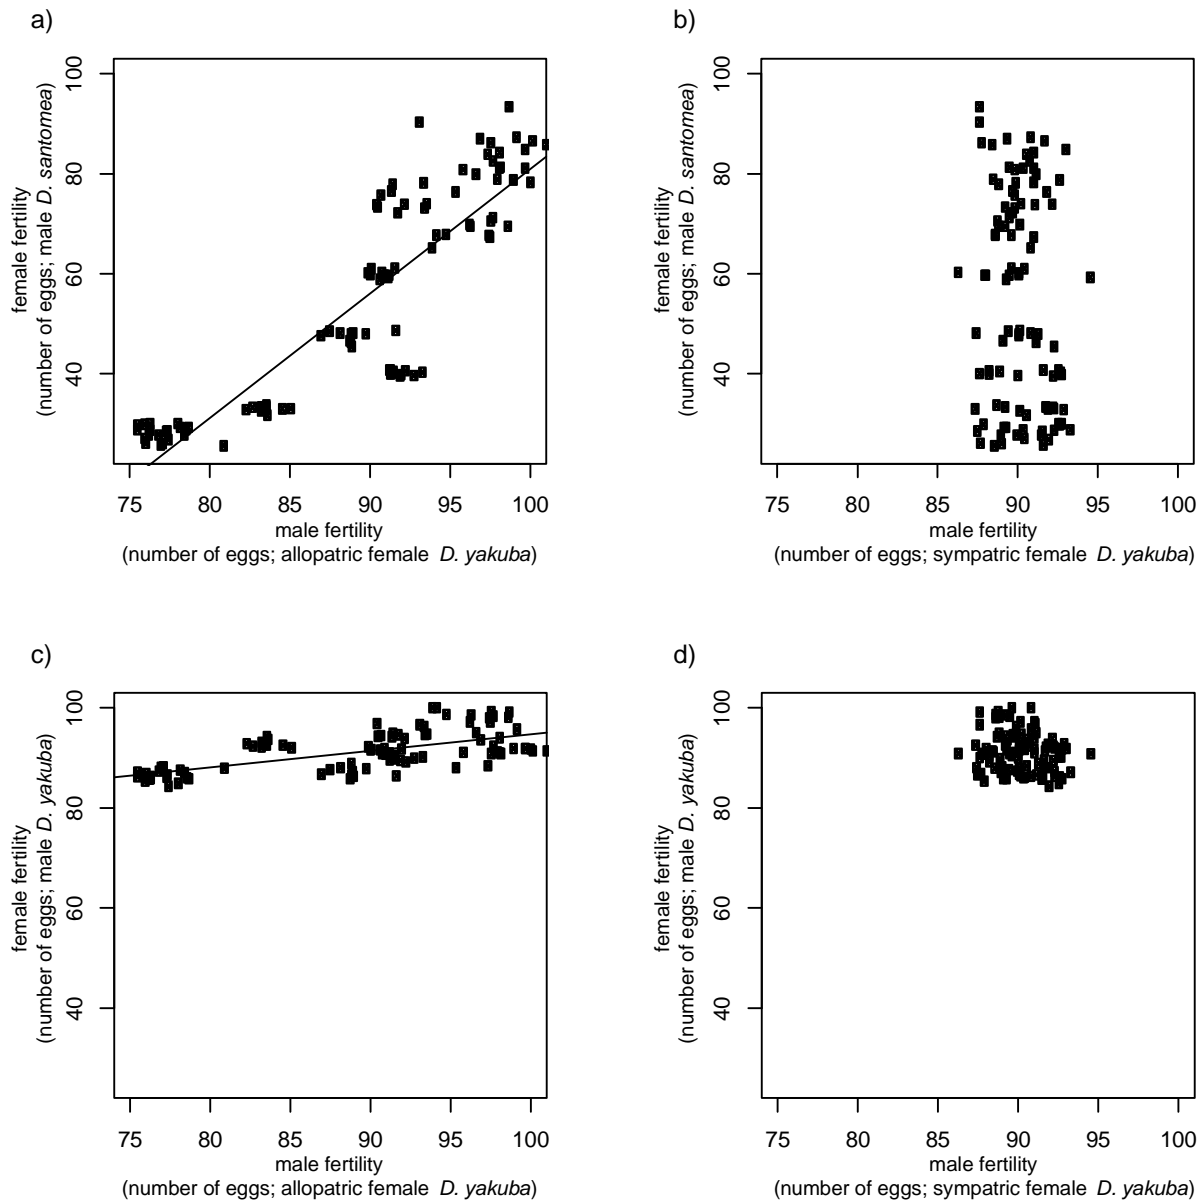 a)
female fertility
(number of eggs; male D. santomea)
100
80
60
40
75 80 85 90 95 100
male fertility
(number of eggs; allopatric female D. yakuba)
b)
female fertility
(number of eggs; male D. santomea)
100
80
60
40
75 80 85 90 95 100
male fertility
(number of eggs; sympatric female D. yakuba)
c)
female fertility
(number of eggs; male D. yakuba)
100
80
60
40
75 80 85 90 95 100
male fertility
(number of eggs; allopatric female D. yakuba)
d)
female fertility
(number of eggs; male D. yakuba)
100
80
60
40
75 80 85 90 95 100
male fertility
(number of eggs; sympatric female D. yakuba)